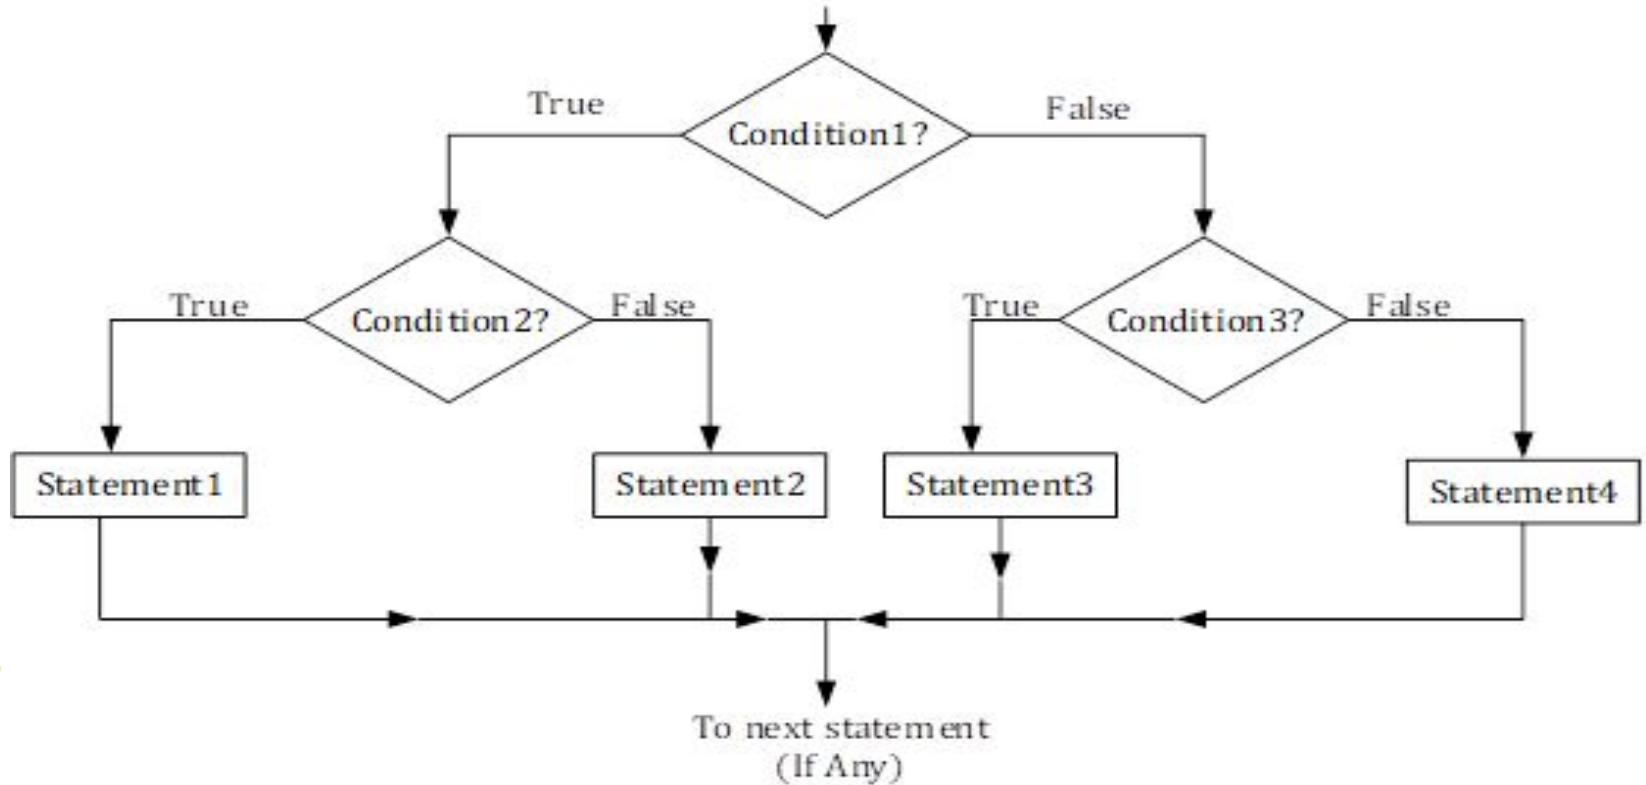 True
False
Condition1?
True
Condition2?
False
True
Condition3?
False
Statement1
Statement2
Statement3
Statement4
To next statement
(If Any)